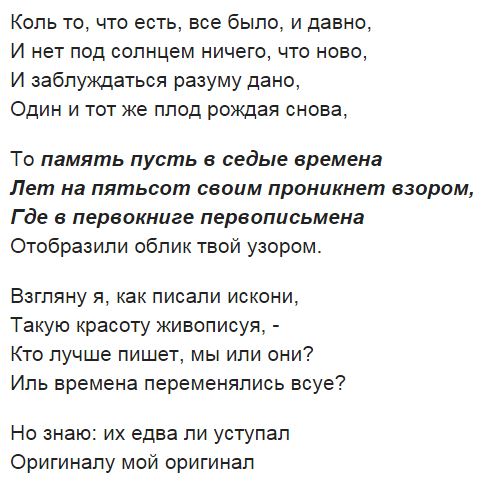 Коль то, что есть, все было, и давно,
И нет под солнцем ничего, что ново,
И заблуждаться разуму дано,
Один и тот же плод рождая снова,
То память пусть в седые времена
Лет на пятьсот своим проникнет взором,
Где в первокниге первописьмена
Отобразили облик твой узором.
Взгляну я, как писали искони,
Такую красоту живописуя, -
Кто лучше пишет, мы или они?
Иль времена переменялись всуе?
Но знаю: их едва ли уступал
Оригиналу мой оригинал